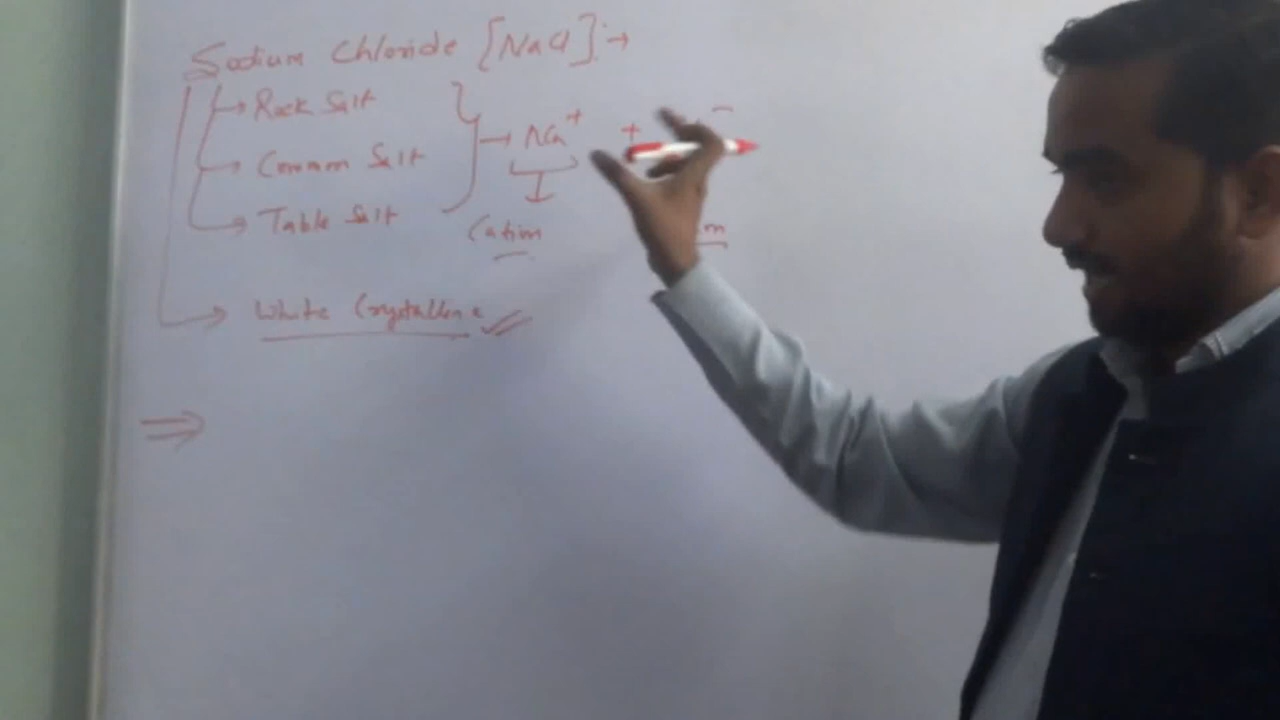 Sodium Chloride [NaCl]:→
→ Rock Salt
→ Common Salt → Na⁺ + -
→ Table Salt Cation
→ White Crystalline
⇒